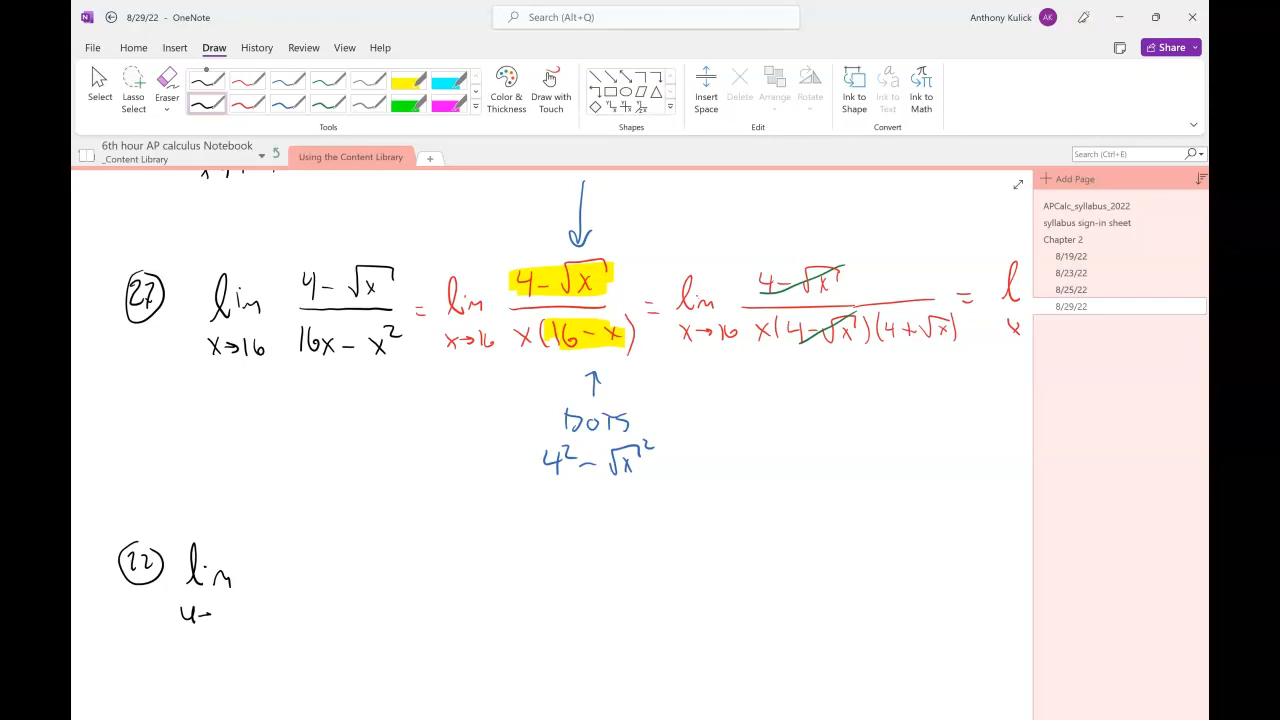 8/29/22 - OneNote
Search (Alt+Q)
Anthony Kulick AK
File Home Insert Draw History Review View Help
Share
Select Lasso Select Eraser
Color & Thickness Draw with Touch
Insert Space Delete Arrange Rotate
Ink to Shape Ink to Text Ink to Math
Tools Shapes Edit Convert
6th hour AP calculus Notebook
_Content Library
Using the Content Library
+
Search (Ctrl+E)
Add Page
APCalc_syllabus_2022
syllabus sign-in sheet
Chapter 2
8/19/22
8/23/22
8/25/22
8/29/22
27 lim x→16 (4 - √x)/(16x - x²) = lim x→16 (4 - √x)/(x(16 - x)) = lim x→16 (4 - √x)/(x(4 - √x)(4 + √x)) = l x
DOTS
4² - √x²
22 lim
4→